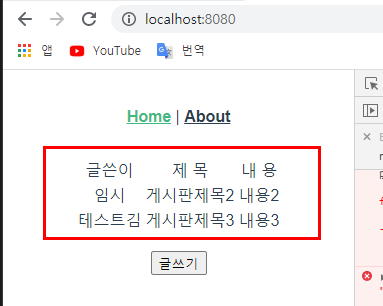 localhost:8080
앱 YouTube 번역
Home | About
글쓴이 제 목 내 용
임시 게시판제목2 내용2
테스트김 게시판제목3 내용3
글쓰기